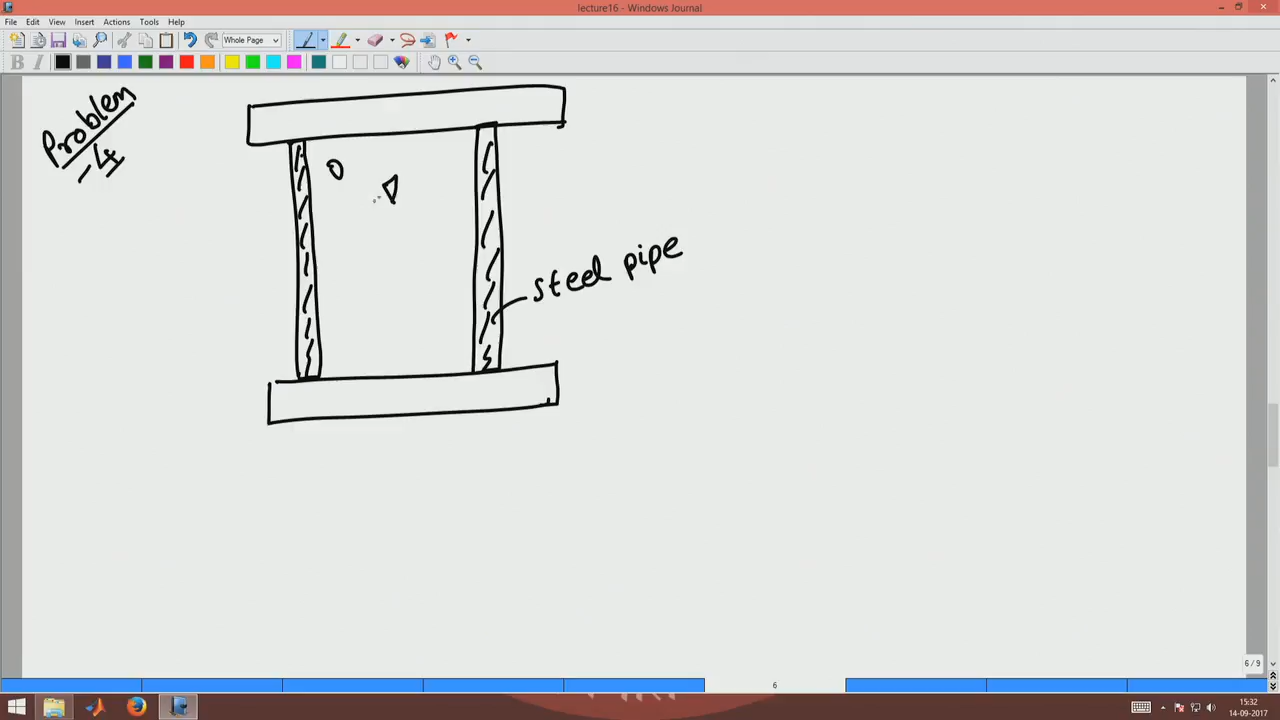 lecture16 - Windows Journal
File Edit View Insert Actions Tools Help
Whole Page
B I
Problem
-4
steel pipe
6 / 9
6
15:32
14-09-2017